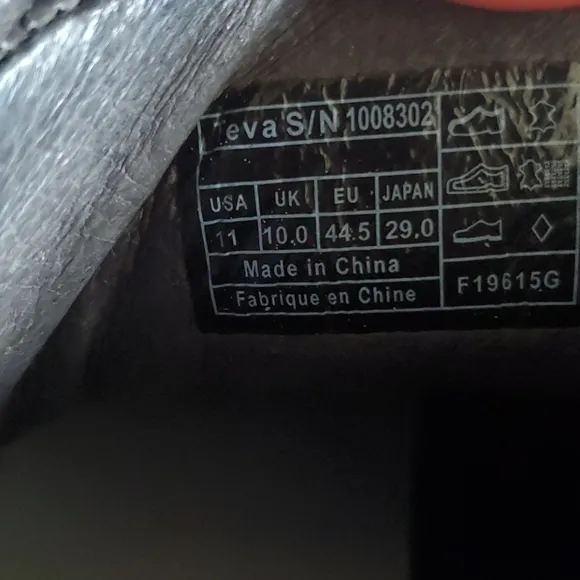 eva S/N 1008302
USA UK EU JAPAN
11 10.0 44.5 29.0
Made in China
Fabrique en Chine
F19615G